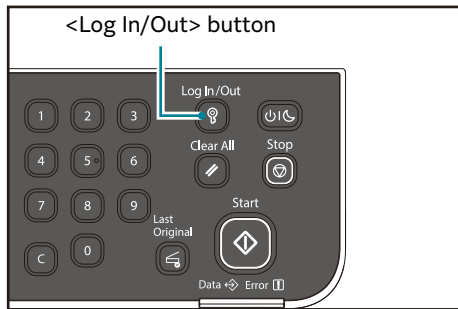 <Log In/Out> button
Log In/Out
1 2 3
Clear All Stop
4 5 6
7 8 9
Last
Original
Start
C 0
Data Error